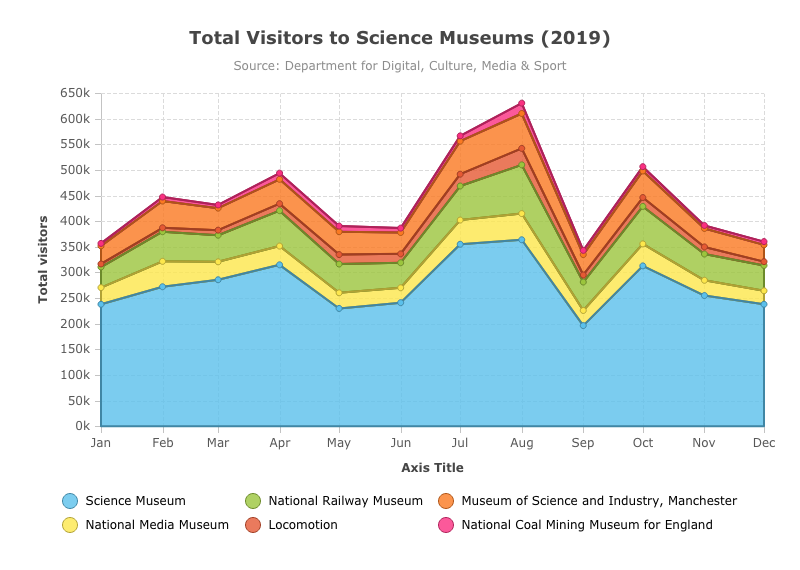 Total Visitors to Science Museums (2019)
Source: Department for Digital, Culture, Media & Sport
Total visitors
650k
600k
550k
500k
450k
400k
350k
300k
250k
200k
150k
100k
50k
0k
Jan Feb Mar Apr May Jun Jul Aug Sep Oct Nov Dec
Axis Title
Science Museum National Railway Museum Museum of Science and Industry, Manchester
National Media Museum Locomotion National Coal Mining Museum for England